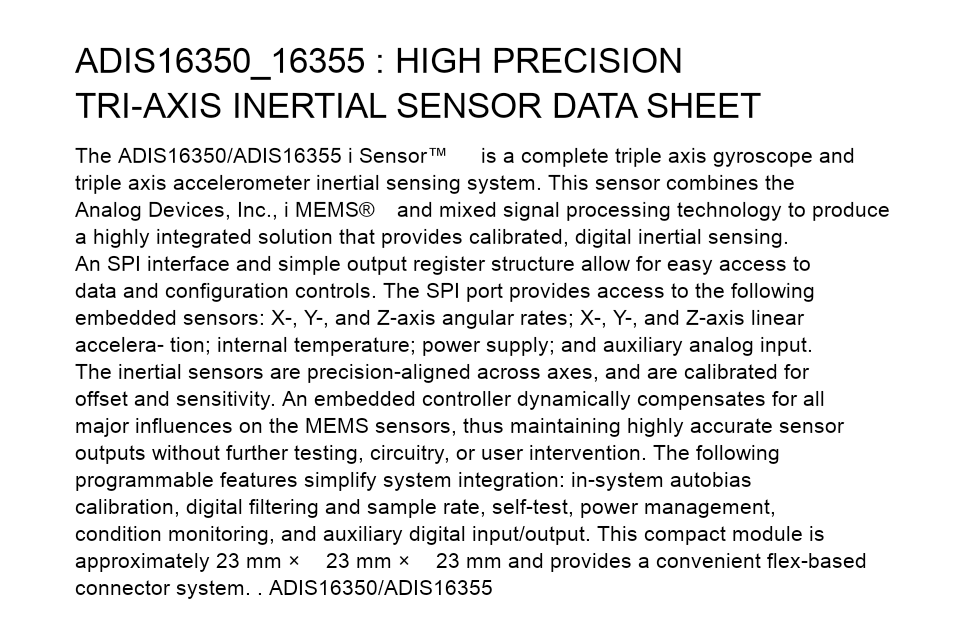 ADIS16350_16355 : HIGH PRECISION
TRI-AXIS INERTIAL SENSOR DATA SHEET
The ADIS16350/ADIS16355 i Sensor™ is a complete triple axis gyroscope and
triple axis accelerometer inertial sensing system. This sensor combines the
Analog Devices, Inc., i MEMS® and mixed signal processing technology to produce
a highly integrated solution that provides calibrated, digital inertial sensing.
An SPI interface and simple output register structure allow for easy access to
data and configuration controls. The SPI port provides access to the following
embedded sensors: X-, Y-, and Z-axis angular rates; X-, Y-, and Z-axis linear
accelera- tion; internal temperature; power supply; and auxiliary analog input.
The inertial sensors are precision-aligned across axes, and are calibrated for
offset and sensitivity. An embedded controller dynamically compensates for all
major influences on the MEMS sensors, thus maintaining highly accurate sensor
outputs without further testing, circuitry, or user intervention. The following
programmable features simplify system integration: in-system autobias
calibration, digital filtering and sample rate, self-test, power management,
condition monitoring, and auxiliary digital input/output. This compact module is
approximately 23 mm × 23 mm × 23 mm and provides a convenient flex-based
connector system. . ADIS16350/ADIS16355